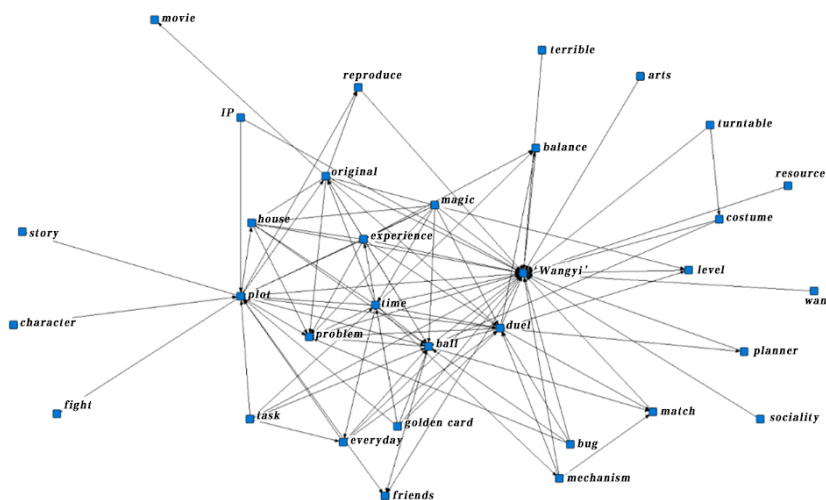 movie
terrible
arts
reproduce
IP
turntable
balance
original
resource
magic
house
costume
story
experience
'Wangyi'
level
wan
plot
time
character
problem
duel
ball
planner
fight
task
golden card
match
sociality
everyday
bug
mechanism
friends